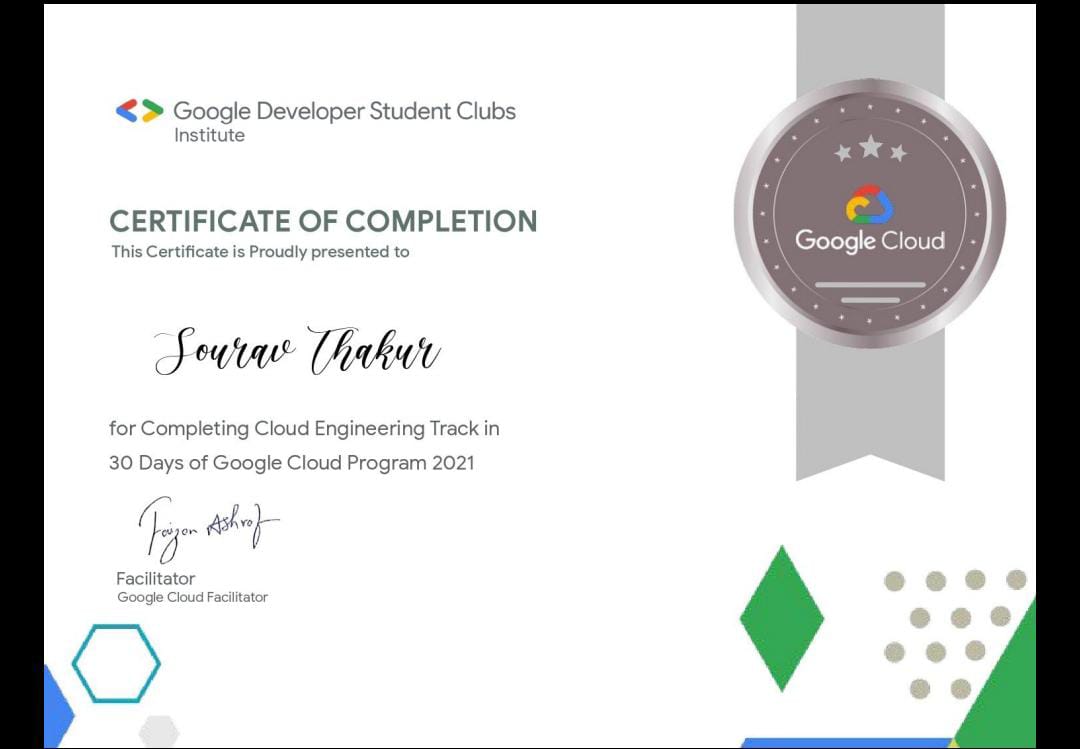 Google Developer Student Clubs
Institute
CERTIFICATE OF COMPLETION
This Certificate is Proudly presented to
Sourav Thakur
for Completing Cloud Engineering Track in
30 Days of Google Cloud Program 2021
Faizan Ashraf
Facilitator
Google Cloud Facilitator
Google Cloud